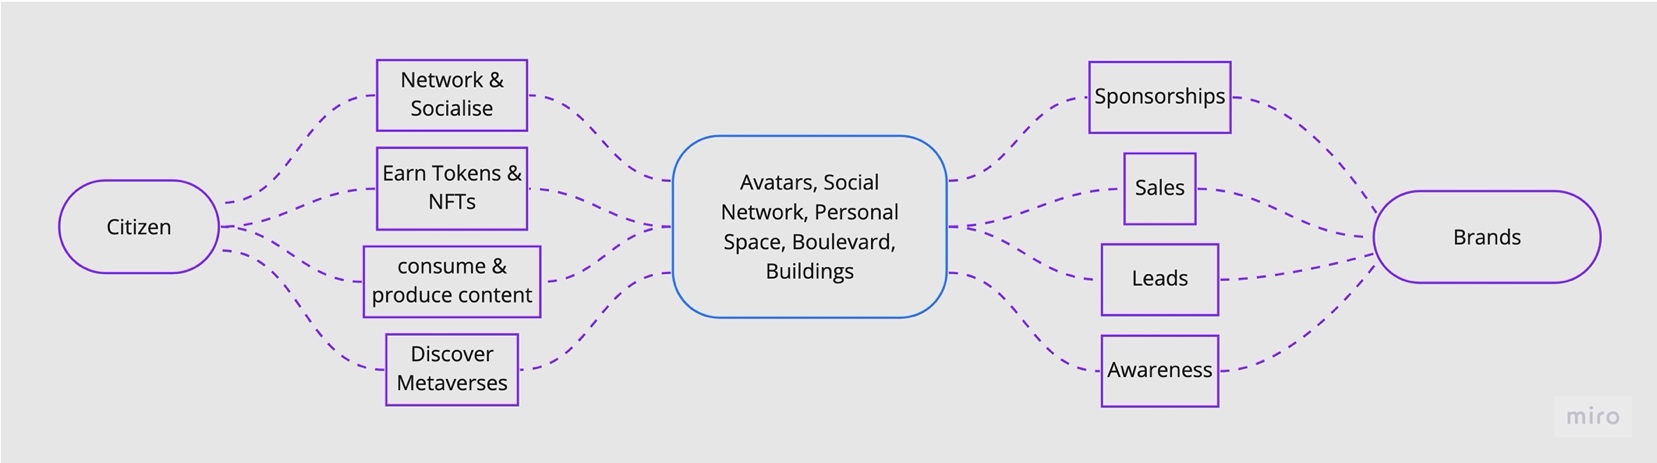 Citizen
Network &
Socialise
Earn Tokens &
NFTs
consume &
produce content
Discover
Metaverses
Avatars, Social
Network, Personal
Space, Boulevard,
Buildings
Sponsorships
Sales
Leads
Awareness
Brands
miro